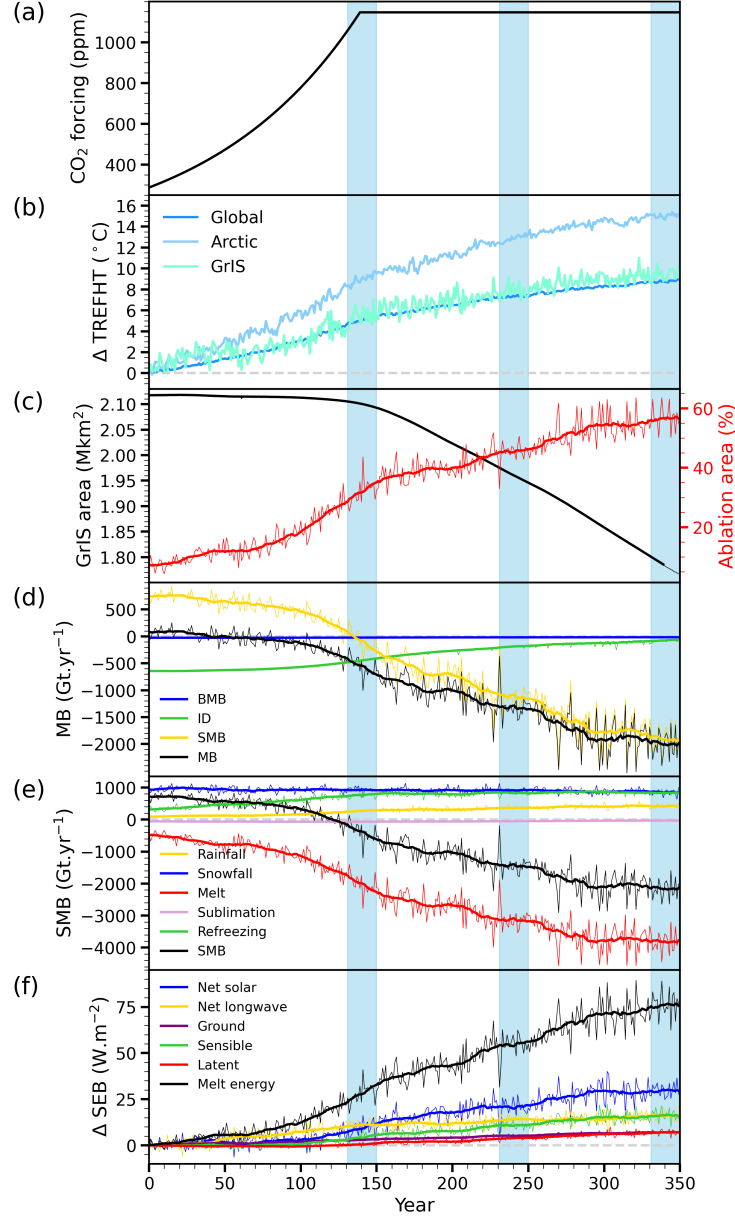 (a)
CO2 forcing (ppm)
1000
800
600
400
(b)
Δ TREFHT ( °C)
16
14
12
10
8
6
4
2
0
Global
Arctic
GrIS
(c)
GrIS area (Mkm²)
2.10
2.05
2.00
1.95
1.90
1.85
1.80
60
40
20
Ablation area (%)
(d)
MB (Gt.yr⁻¹)
500
0
−500
−1000
−1500
−2000
BMB
ID
SMB
MB
(e)
SMB (Gt.yr⁻¹)
1000
0
−1000
−2000
−3000
−4000
Rainfall
Snowfall
Melt
Sublimation
Refreezing
SMB
(f)
Δ SEB (W.m⁻²)
75
50
25
0
Net solar
Net longwave
Ground
Sensible
Latent
Melt energy
0 50 100 150 200 250 300 350
Year